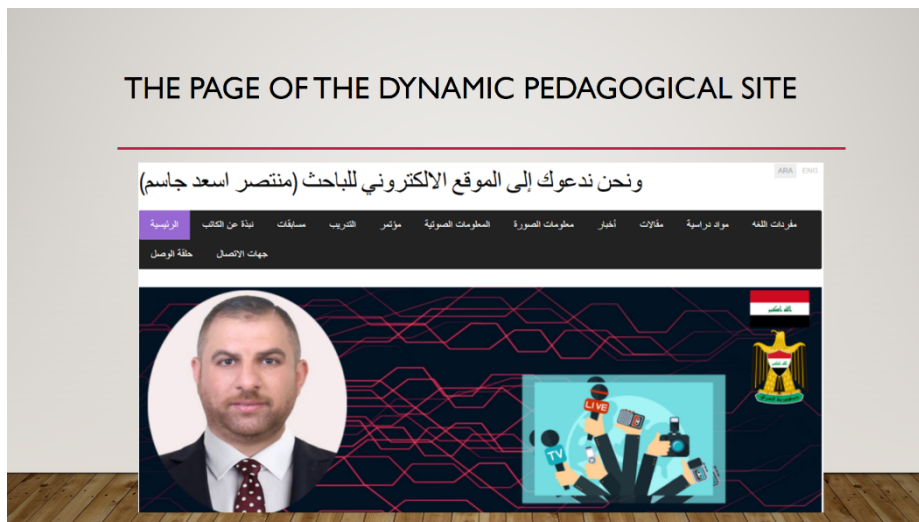 THE PAGE OF THE DYNAMIC PEDAGOGICAL SITE
ARA ENG
ونحن ندعوك إلى الموقع الالكتروني للباحث (منتصر اسعد جاسم)
الرئيسية نبذة عن الكاتب مسابقات التدريب مؤتمر المعلومات الصوتية معلومات الصورة أخبار مقالات مواد دراسية مفردات اللغه
حلقة الوصل جهات الاتصال
الله اكبر
LIVE
TV